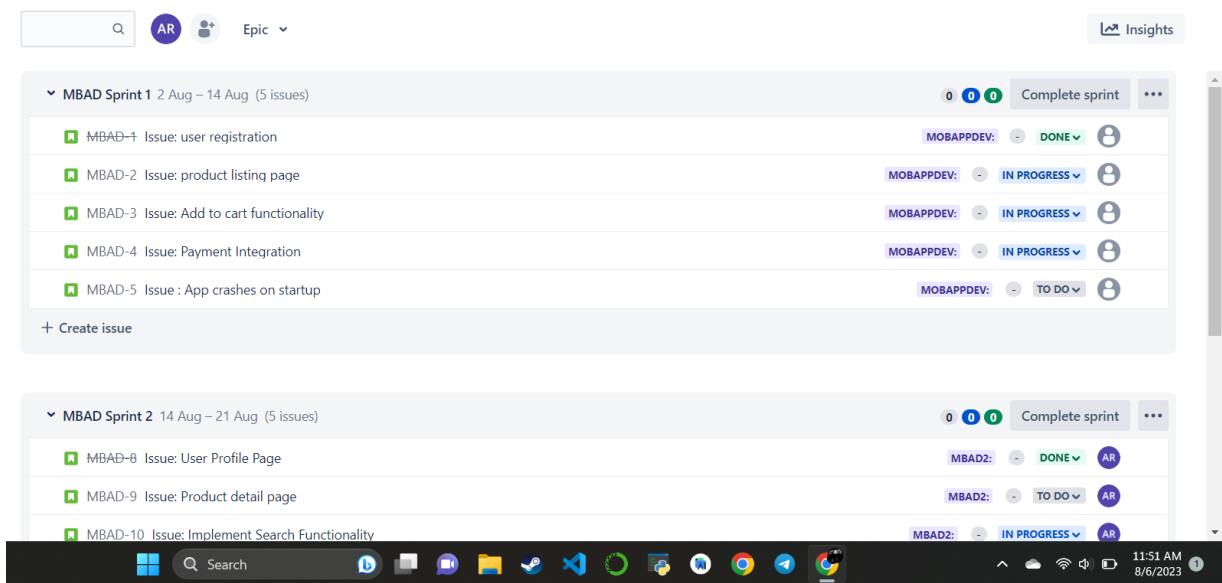 AR Epic Insights
MBAD Sprint 1 2 Aug – 14 Aug (5 issues) 0 0 0 Complete sprint •••
MBAD-1 Issue: user registration MOBAPPDEV: - DONE
MBAD-2 Issue: product listing page MOBAPPDEV: - IN PROGRESS
MBAD-3 Issue: Add to cart functionality MOBAPPDEV: - IN PROGRESS
MBAD-4 Issue: Payment Integration MOBAPPDEV: - IN PROGRESS
MBAD-5 Issue : App crashes on startup MOBAPPDEV: - TO DO
+ Create issue
MBAD Sprint 2 14 Aug – 21 Aug (5 issues) 0 0 0 Complete sprint •••
MBAD-8 Issue: User Profile Page MBAD2: - DONE AR
MBAD-9 Issue: Product detail page MBAD2: - TO DO AR
MBAD-10 Issue: Implement Search Functionality MBAD2: - IN PROGRESS AR
Search 11:51 AM
8/6/2023 1